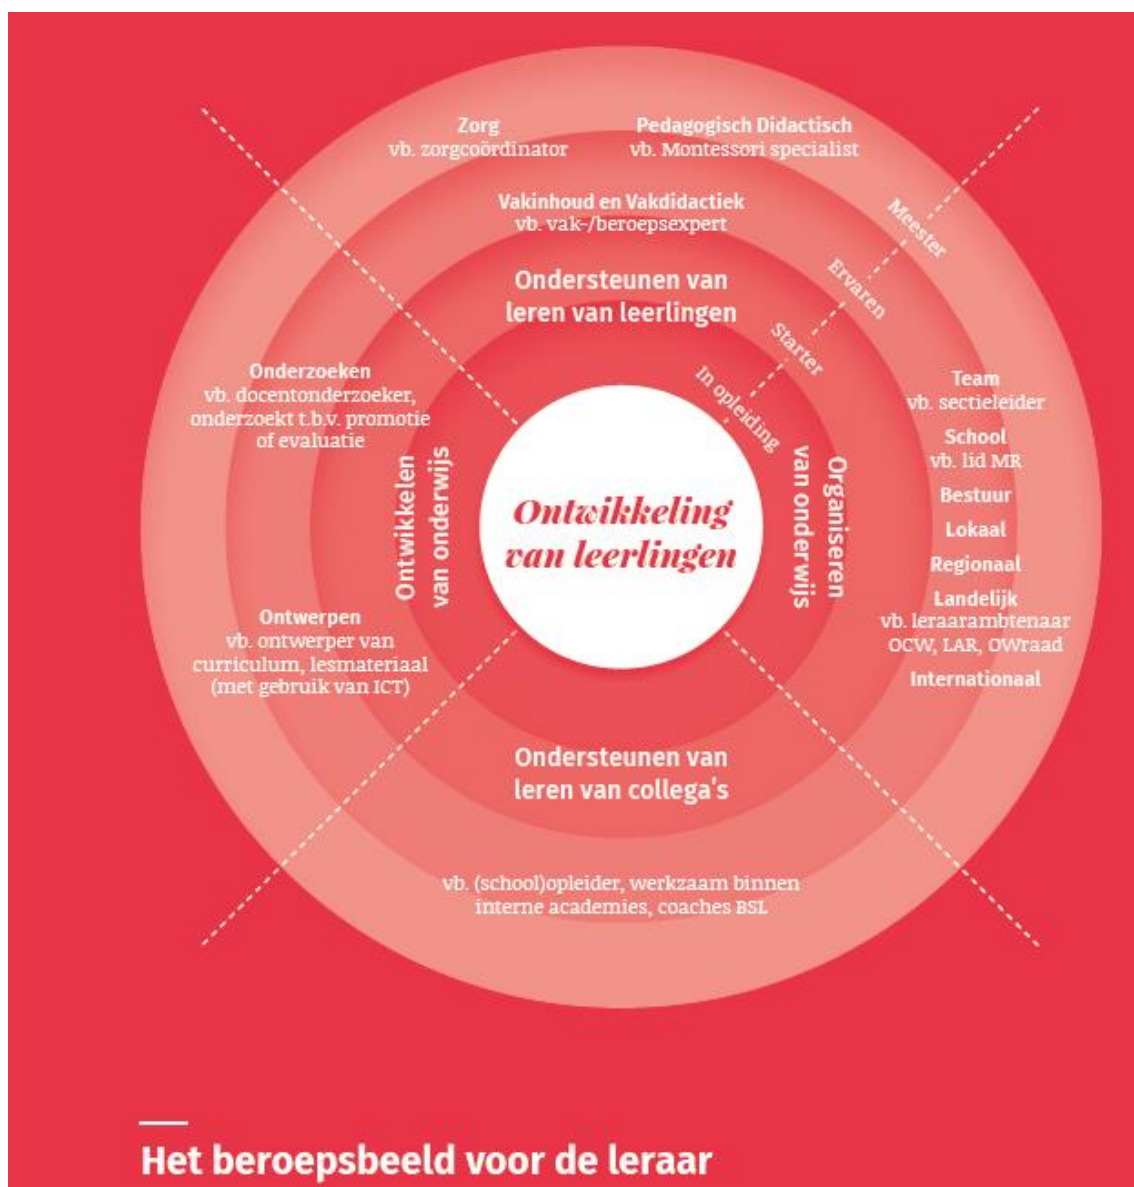 Zorg
vb. zorgcoördinator
Pedagogisch Didactisch
vb. Montessori specialist
Vakinhoud en Vakdidactiek
vb. vak-/beroepsexpert
Ondersteunen van
leren van leerlingen
Meester
Ervaren
Starter
In opleiding
Onderzoeken
vb. docentonderzoeker,
onderzoekt t.b.v. promotie
of evaluatie
Ontwerpen
vb. ontwerper van
curriculum, lesmateriaal
(met gebruik van ICT)
Ontwikkelen
van onderwijs
Ontwikkeling
van leerlingen
Organiseren
van onderwijs
Team
vb. sectieleider
School
vb. lid MR
Bestuur
Lokaal
Regionaal
Landelijk
vb. leraarambtenaar
OCW, LAR, OWraad
Internationaal
Ondersteunen van
leren van collega's
vb. (school)opleider, werkzaam binnen
interne academies, coaches BSL
Het beroepsbeeld voor de leraar